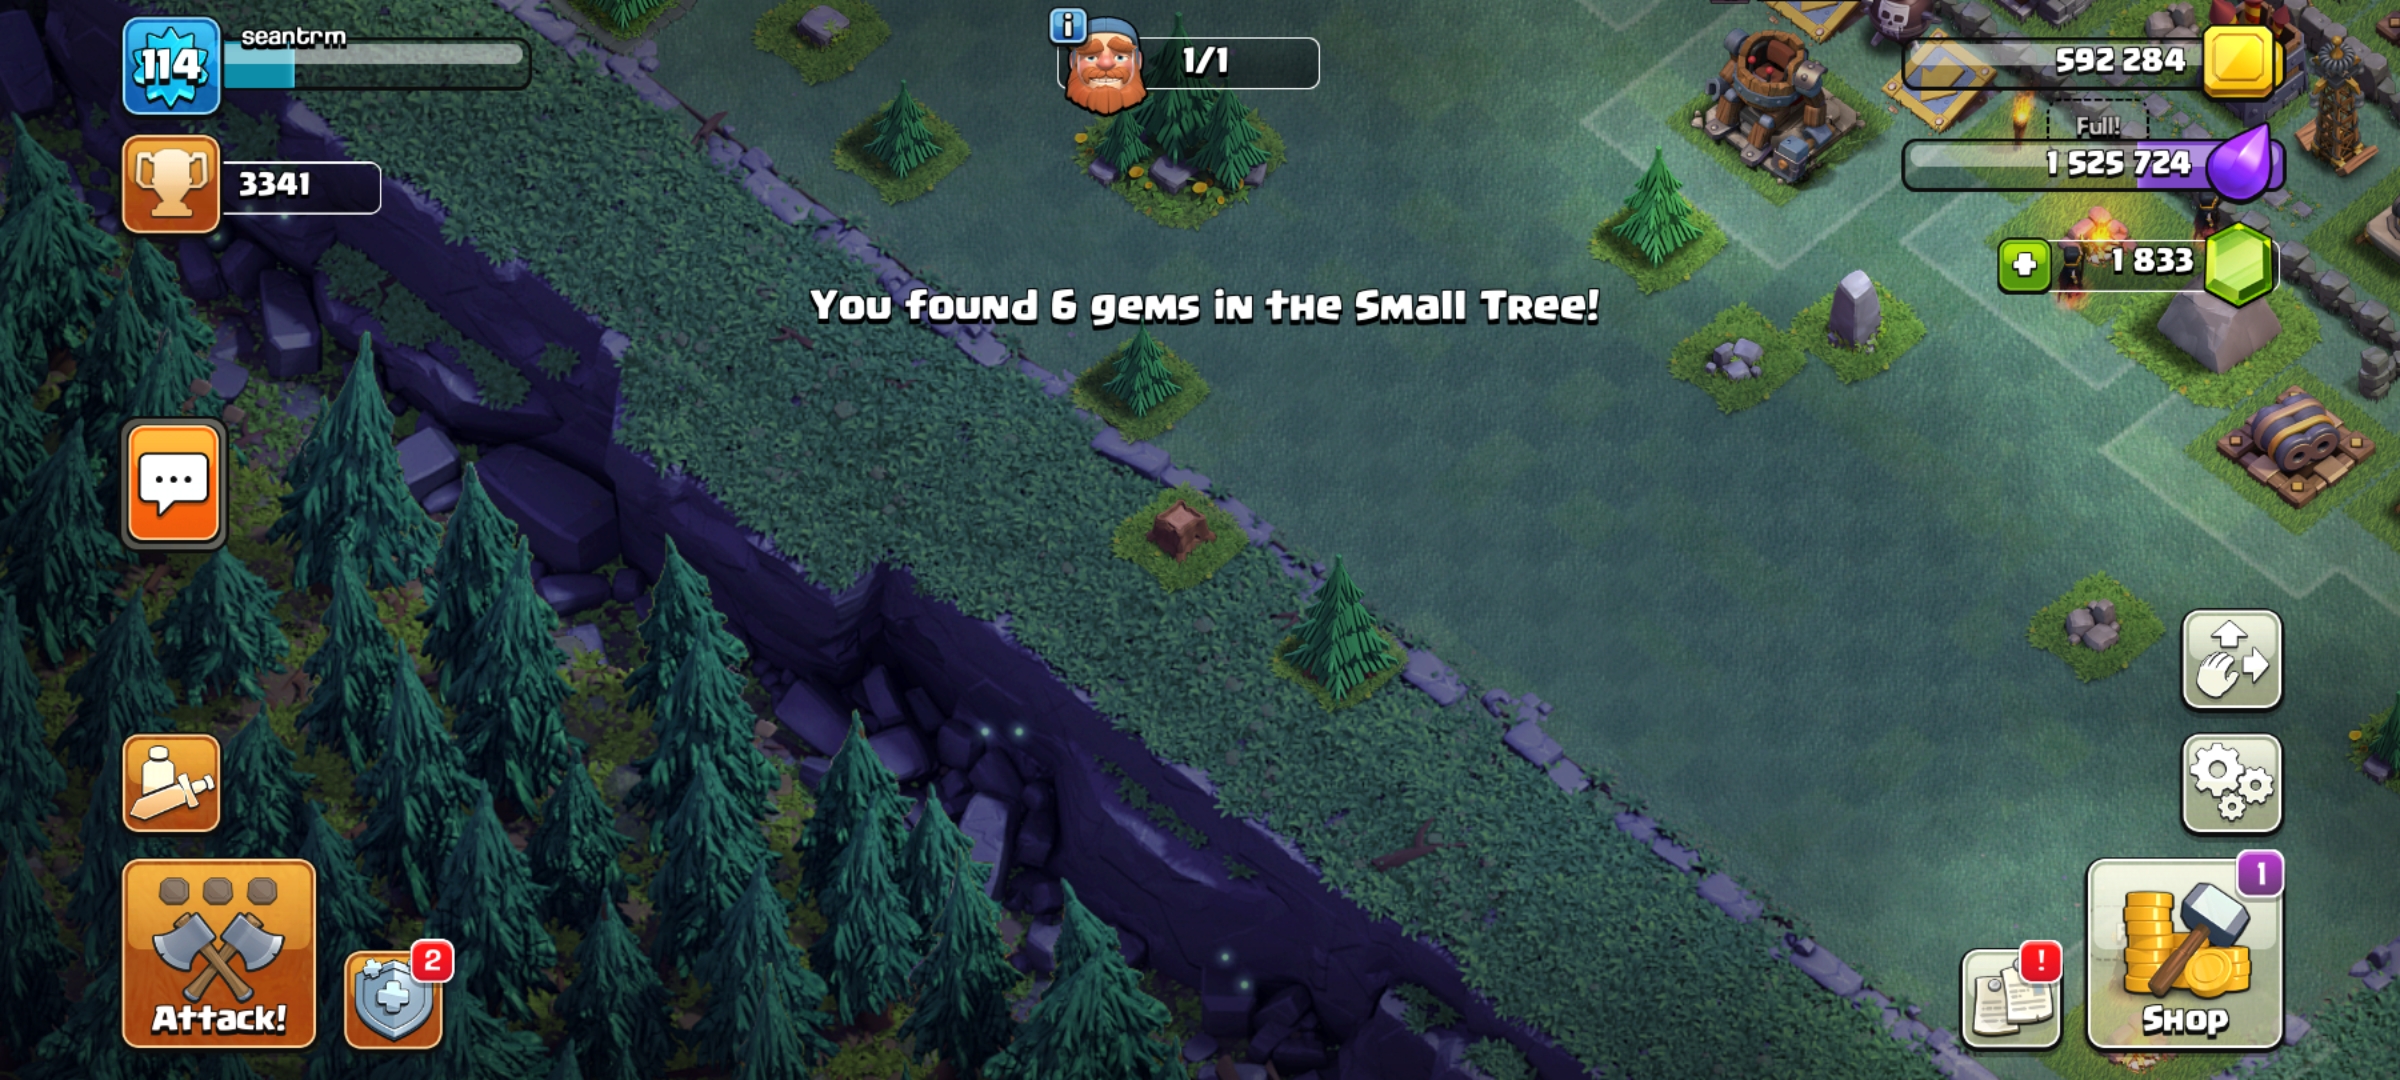 114
seantrm
i
1/1
592 284
Full!
1 525 724
3341
1 833
You found 6 gems in the Small Tree!
1
2
!
Attack!
Shop